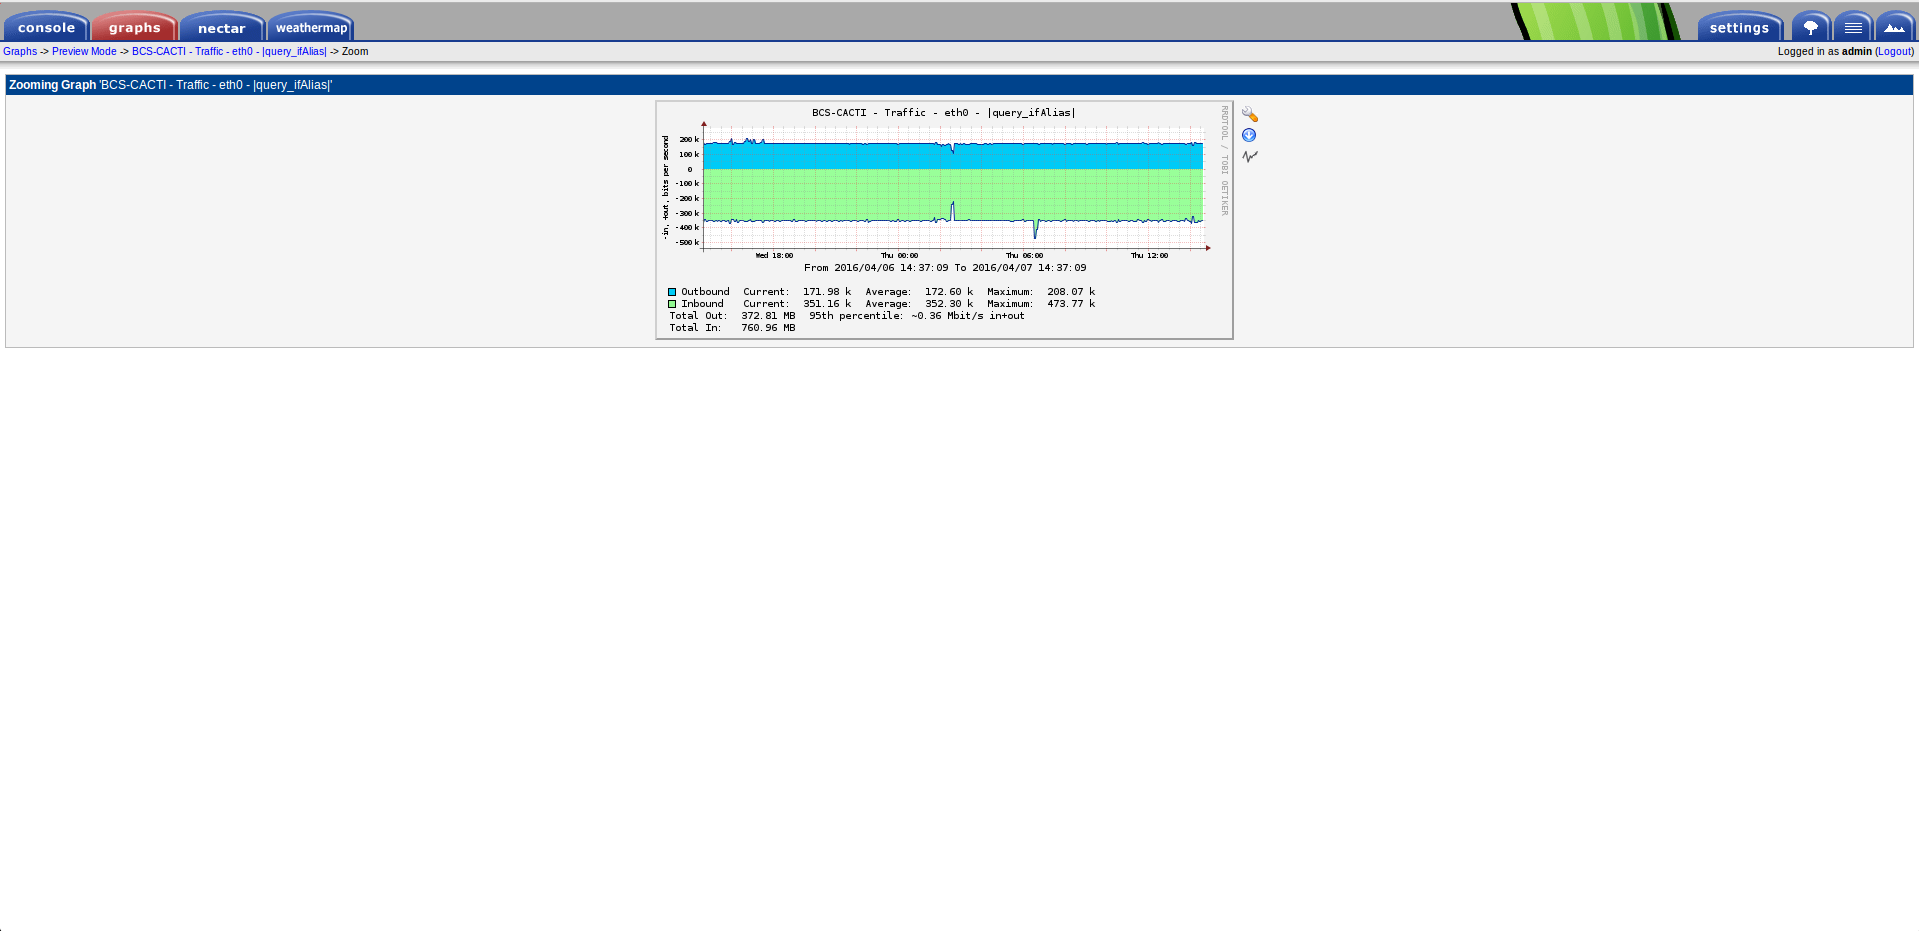 console graphs nectar weathermap settings
Graphs -> Preview Mode -> BCS-CACTI - Traffic - eth0 - |query_ifAlias| -> Zoom Logged in as admin (Logout)
Zooming Graph 'BCS-CACTI - Traffic - eth0 - |query_ifAlias|'
BCS-CACTI - Traffic - eth0 - |query_ifAlias|
RRDTOOL / TOBI OETIKER
-in, +out, bits per second
200 k
100 k
0
-100 k
-200 k
-300 k
-400 k
-500 k
Wed 18:00 Thu 00:00 Thu 06:00 Thu 12:00
From 2016/04/06 14:37:09 To 2016/04/07 14:37:09
Outbound Current: 171.98 k Average: 172.60 k Maximum: 208.07 k
Inbound Current: 351.16 k Average: 352.30 k Maximum: 473.77 k
Total Out: 372.81 MB 95th percentile: ~0.36 Mbit/s in+out
Total In: 760.96 MB